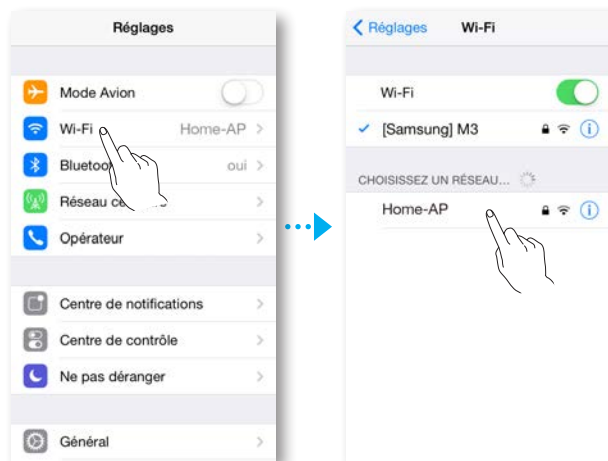 Réglages
Mode Avion
Wi-Fi Home-AP
oui
Réseau
Opérateur
Centre de notifications
Centre de contrôle
Ne pas déranger
Général
Réglages Wi-Fi
Wi-Fi
[Samsung] M3
CHOISISSEZ UN RÉSEAU...
Home-AP